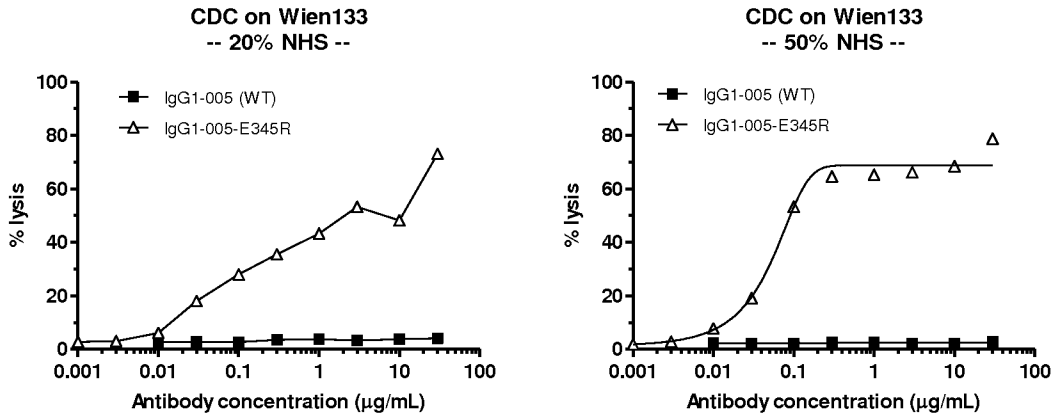 CDC on Wien133
-- 20% NHS --
IgG1-005 (WT)
IgG1-005-E345R
% lysis
100
80
60
40
20
0
0.001
0.01
0.1
1
10
100
Antibody concentration (µg/mL)
CDC on Wien133
-- 50% NHS --
IgG1-005 (WT)
IgG1-005-E345R
% lysis
100
80
60
40
20
0
0.001
0.01
0.1
1
10
100
Antibody concentration (µg/mL)